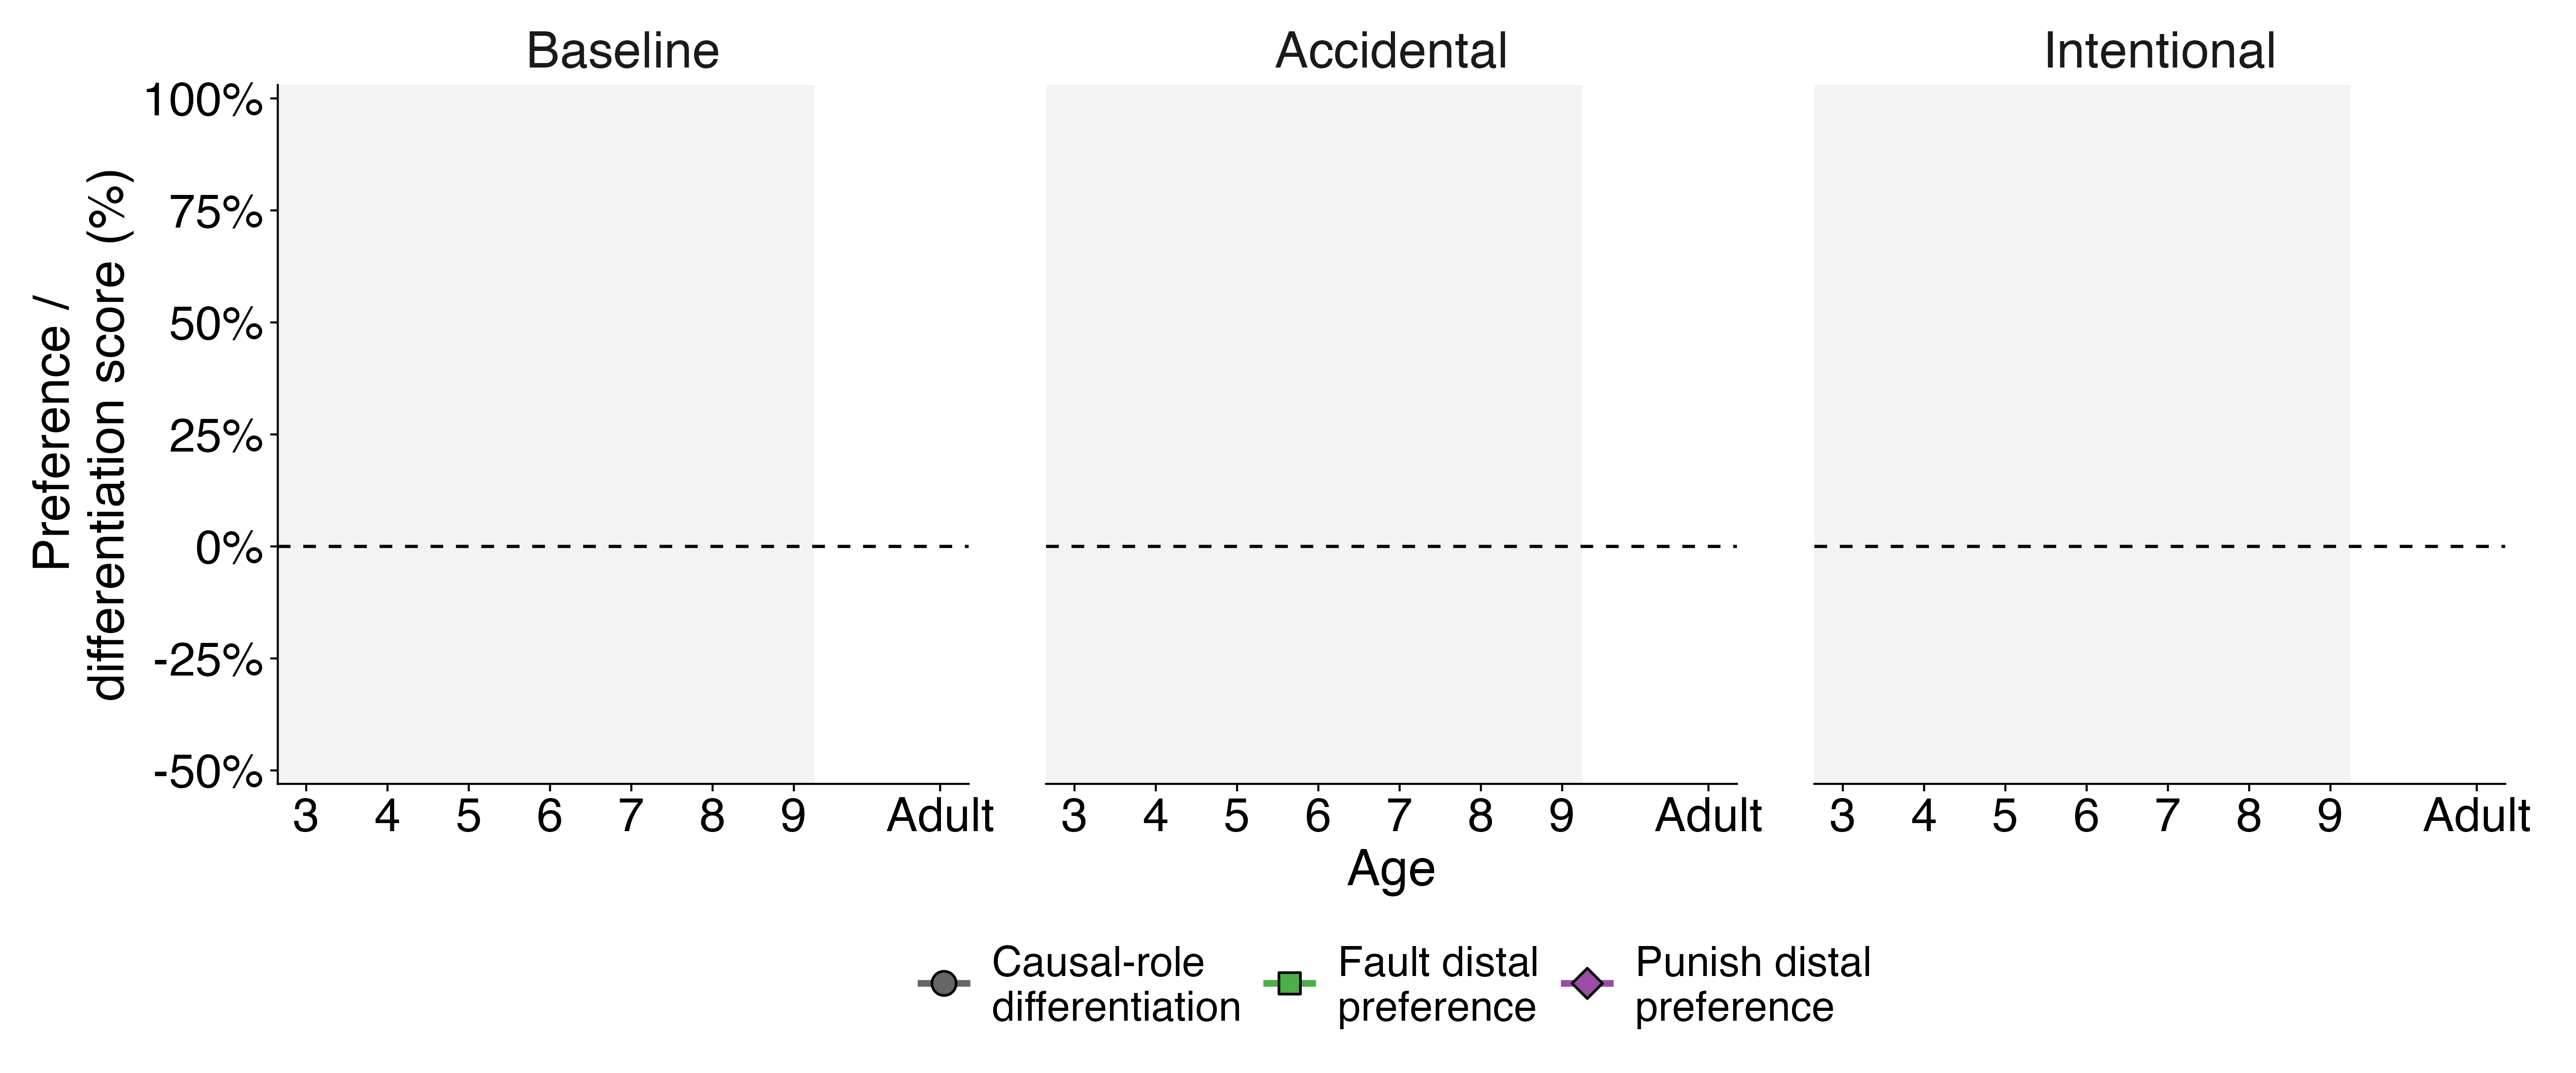 Baseline
Accidental
Intentional
Preference /
differentiation score (%)
100%
75%
50%
25%
0%
-25%
-50%
3 4 5 6 7 8 9 Adult
3 4 5 6 7 8 9 Adult
3 4 5 6 7 8 9 Adult
Age
Causal-role
differentiation
Fault distal
preference
Punish distal
preference